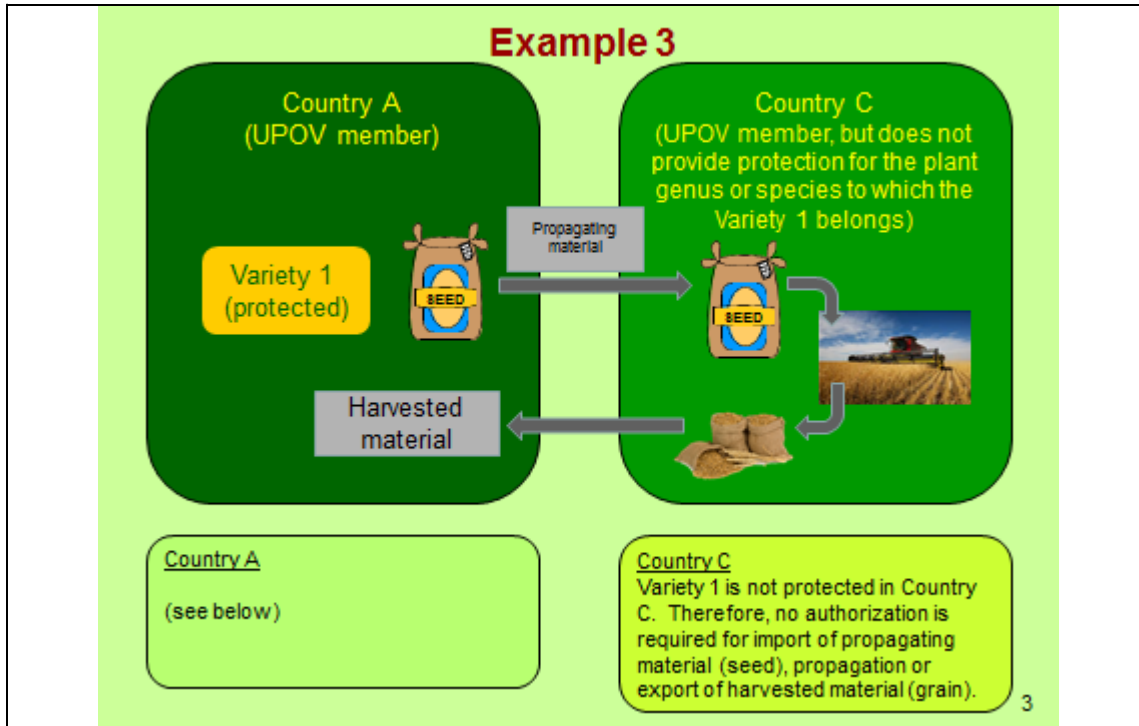 Example 3
Country A
(UPOV member)
Variety 1
(protected)
SEED
Propagating
material
Country C
(UPOV member, but does not
provide protection for the plant
genus or species to which the
Variety 1 belongs)
SEED
Harvested
material
Country A
(see below)
Country C
Variety 1 is not protected in Country
C.  Therefore, no authorization is
required for import of propagating
material (seed), propagation or
export of harvested material (grain).
3